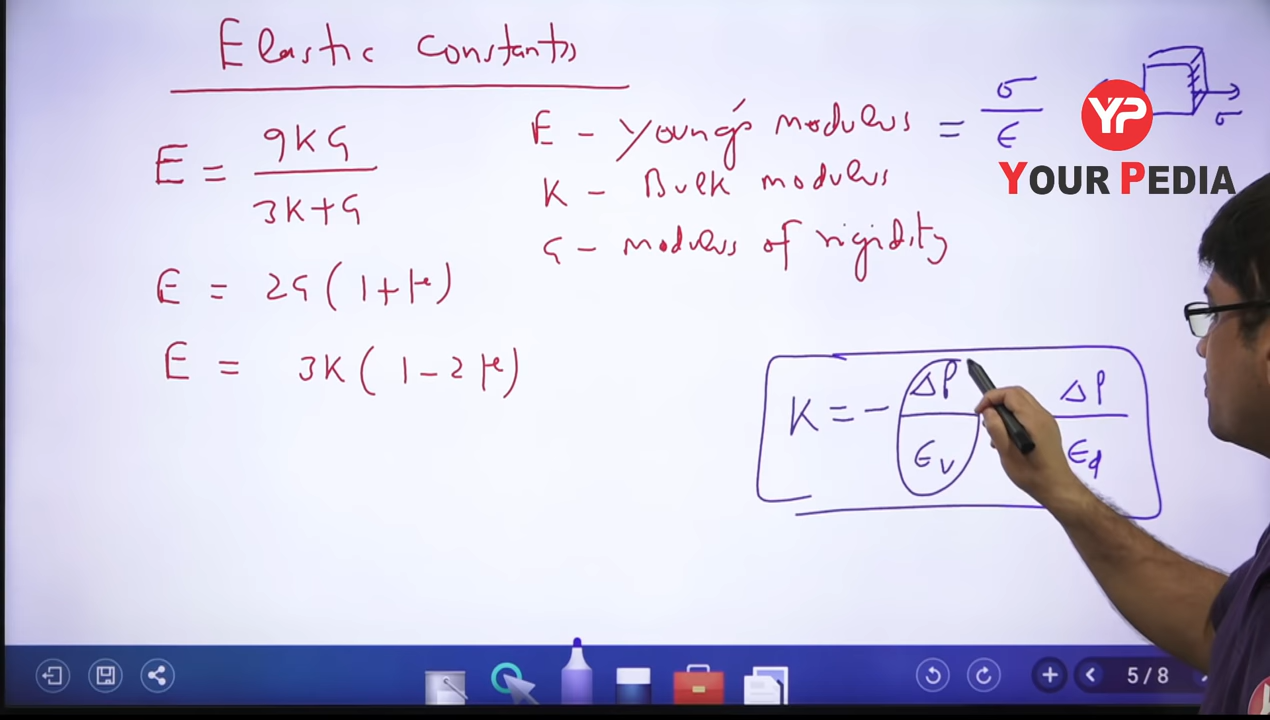 Elastic Constants
E = 9KG / 3K+G
E - Young's modulus = σ / ϵ
σ
K - Bulk modulus
G - modulus of rigidity
E = 2G(1+μ)
E = 3K(1-2μ)
K = - ΔP / ϵv ΔP / ϵd
YP
YOUR PEDIA
5/8